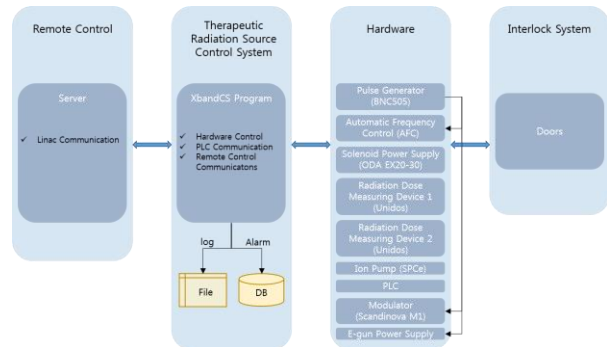 Remote Control
Server
✓ Linac Communication
Therapeutic
Radiation Source
Control System
XbandCS Program
✓ Hardware Control
✓ PLC Communication
✓ Remote Control
Communicatons
log
Alarm
File
DB
Hardware
Pulse Generator
(BNC505)
Automatic Frequency
Control (AFC)
Solenoid Power Supply
(ODA EX20-30)
Radiation Dose
Measuring Device 1
(Unidos)
Radiation Dose
Measuring Device 2
(Unidos)
Ion Pump (SPCe)
PLC
Modulator
(Scandinova M1)
E-gun Power Supply
Interlock System
Doors